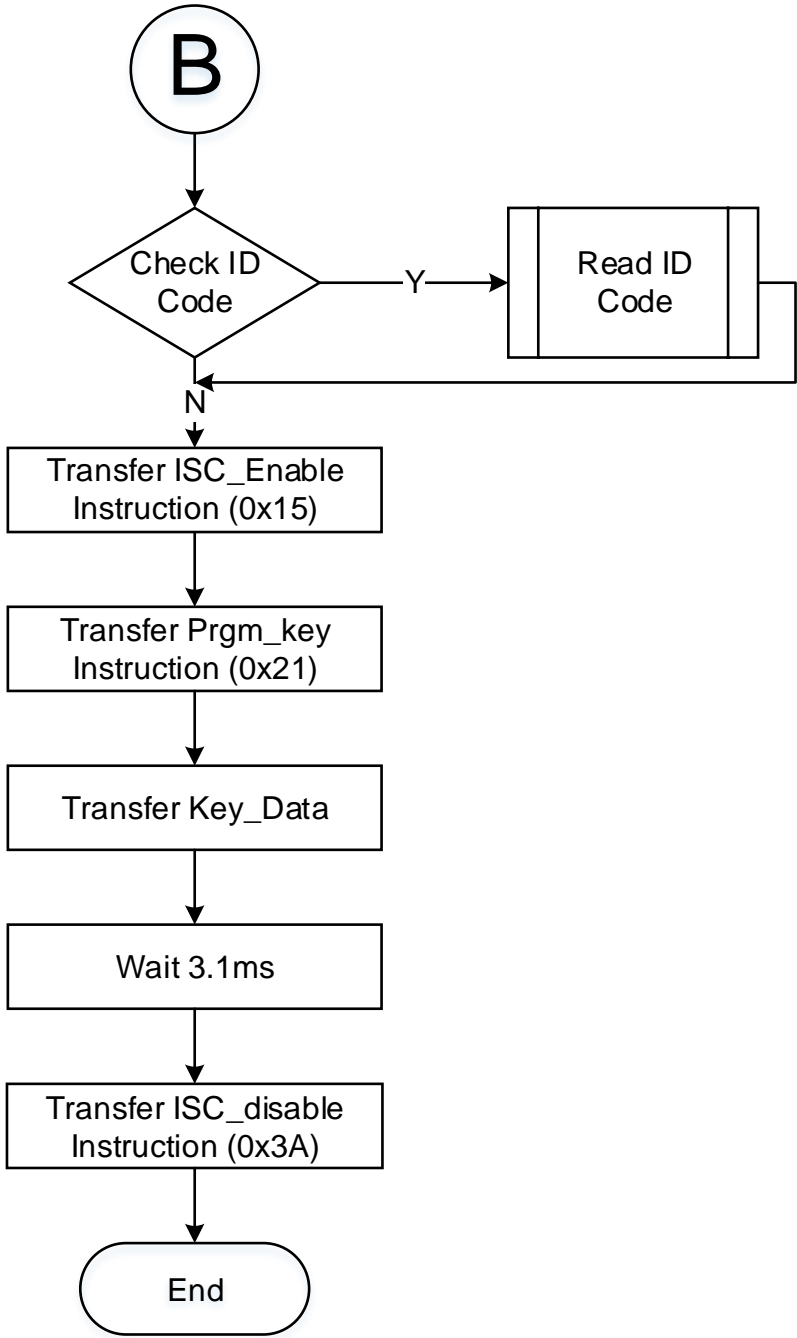 B
Check ID
Code
Y
Read ID
Code
N
Transfer ISC_Enable
Instruction (0x15)
Transfer Prgm_key
Instruction (0x21)
Transfer Key_Data
Wait 3.1ms
Transfer ISC_disable
Instruction (0x3A)
End